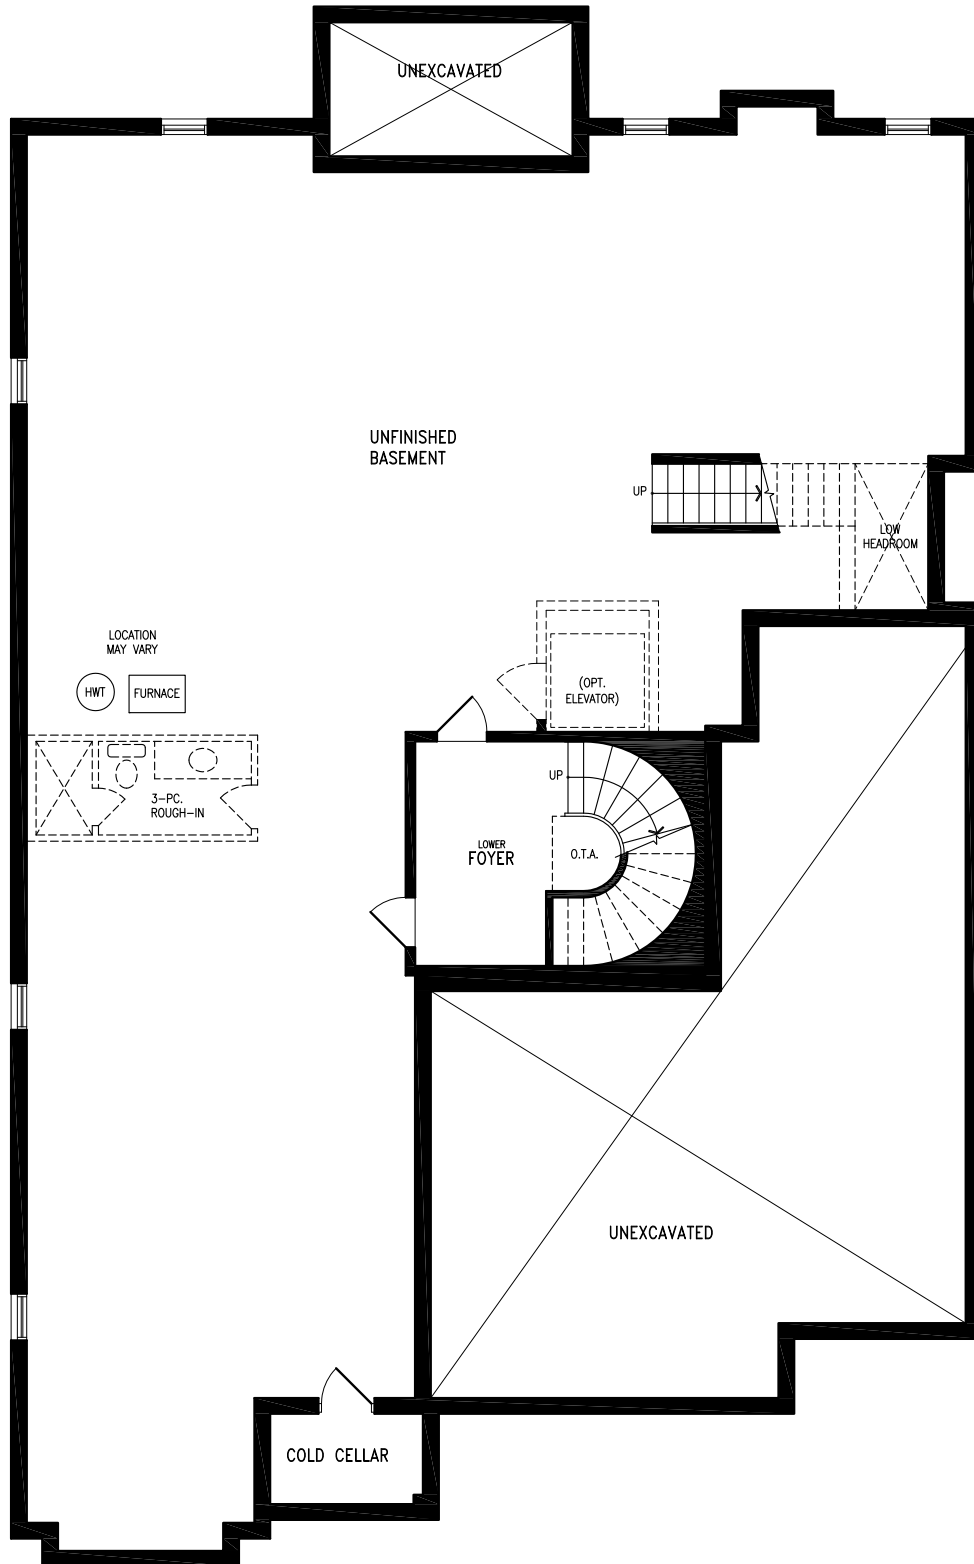 UNEXCAVATED
UNFINISHED
BASEMENT
UP
LOW
HEADROOM
LOCATION
MAY VARY
HWT
FURNACE
(OPT.
ELEVATOR)
3-PC.
ROUGH-IN
UP
LOWER
FOYER
O.T.A.
UNEXCAVATED
COLD CELLAR